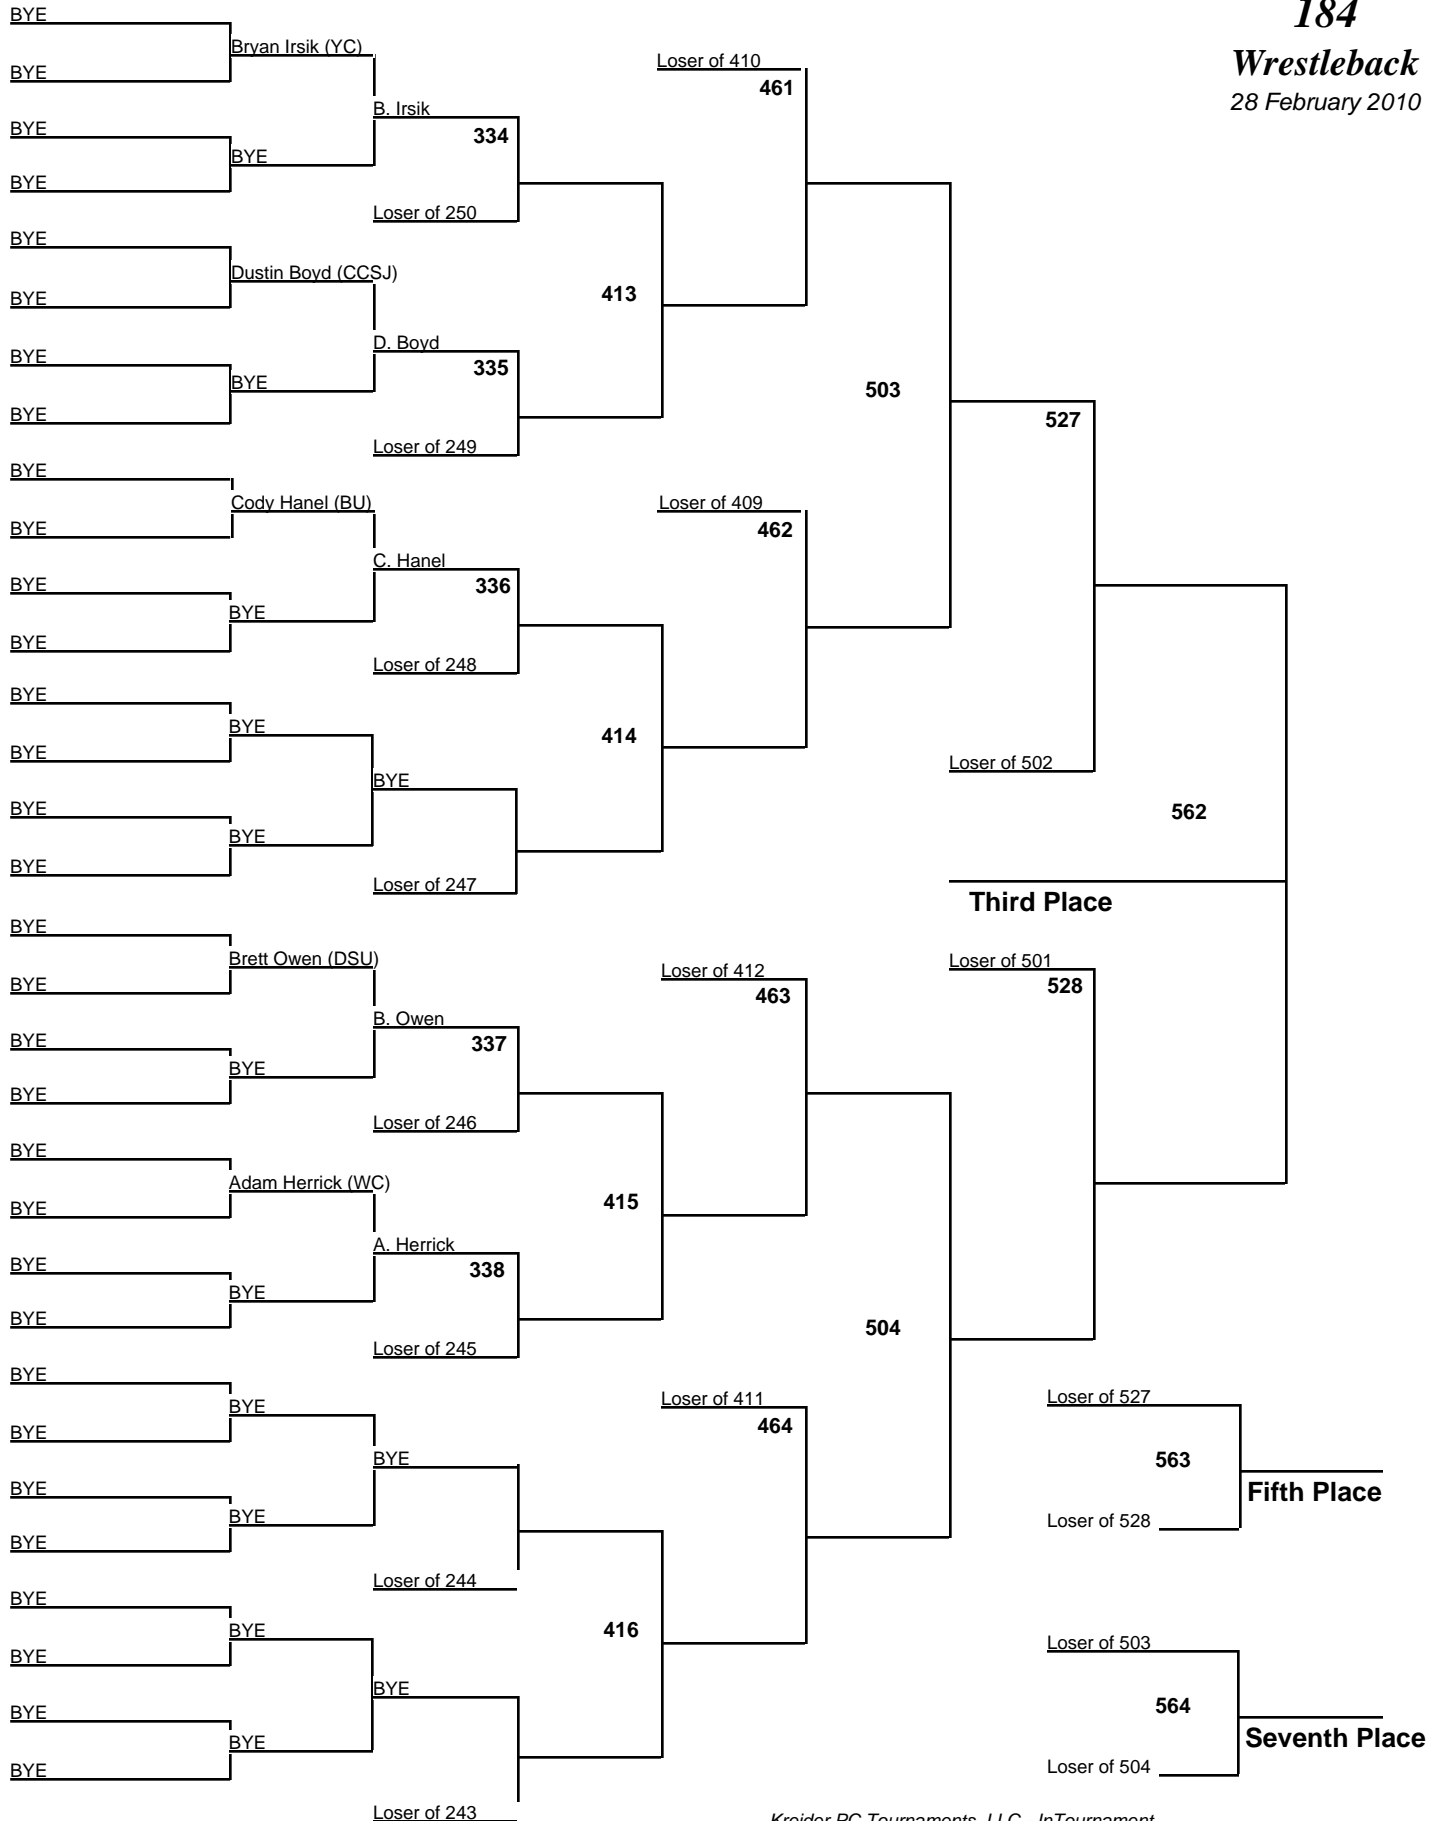 184
Wrestleback
28 February 2010
BYE
Bryan Irsik (YC)
BYE
B. Irsik
334
BYE
BYE
BYE
Loser of 250
BYE
Dustin Boyd (CCSJ)
BYE
413
D. Boyd
335
BYE
BYE
BYE
Loser of 249
BYE
Cody Hanel (BU)
BYE
C. Hanel
336
BYE
BYE
BYE
Loser of 248
BYE
BYE
BYE
414
BYE
BYE
BYE
BYE
Loser of 247
Loser of 410
461
503
527
Loser of 409
462
Loser of 502
562
Third Place
BYE
Brett Owen (DSU)
BYE
B. Owen
337
BYE
BYE
BYE
Loser of 246
BYE
Adam Herrick (WC)
BYE
415
A. Herrick
338
BYE
BYE
BYE
Loser of 245
BYE
BYE
BYE
BYE
BYE
BYE
BYE
Loser of 244
BYE
BYE
BYE
416
BYE
BYE
BYE
BYE
Loser of 243
Loser of 412
463
Loser of 501
528
504
Loser of 411
464
Loser of 527
563
Fifth Place
Loser of 528
Loser of 503
564
Seventh Place
Loser of 504
Kreider PC Tournaments, LLC - InTournament